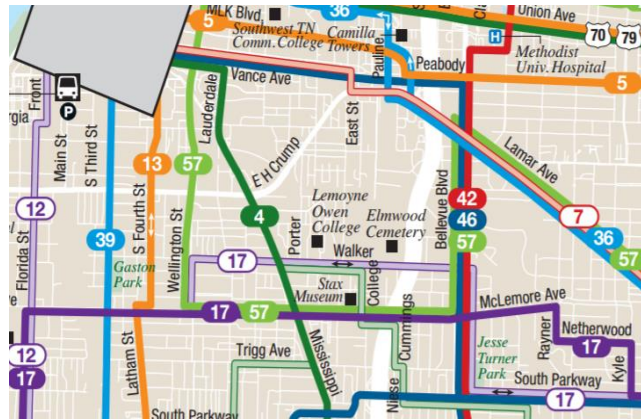 MLK Blvd
5
36
Union Ave
70
79
Southwest TN
Comm. College
Camilla
Towers
Pauline
H
Methodist
Univ. Hospital
Peabody
5
Vance Ave
Front
P
Main St
S Third St
Lauderdale
East St
E H Crump
Lamar Ave
13
57
S Fourth St
Wellington St
4
12
39
Florida St
Gaston
Park
Porter
Lemoyne
Owen
College
Elmwood
Cemetery
Bellevue Blvd
42
46
57
7
36
57
17
Walker
Stax
Museum
College
17
57
McLemore Ave
Cummings
Mississippi
Latham St
Trigg Ave
Niese
Jesse
Turner
Park
Rayner
Netherwood
17
Kyle
12
17
17
South Parkway
South Parkway